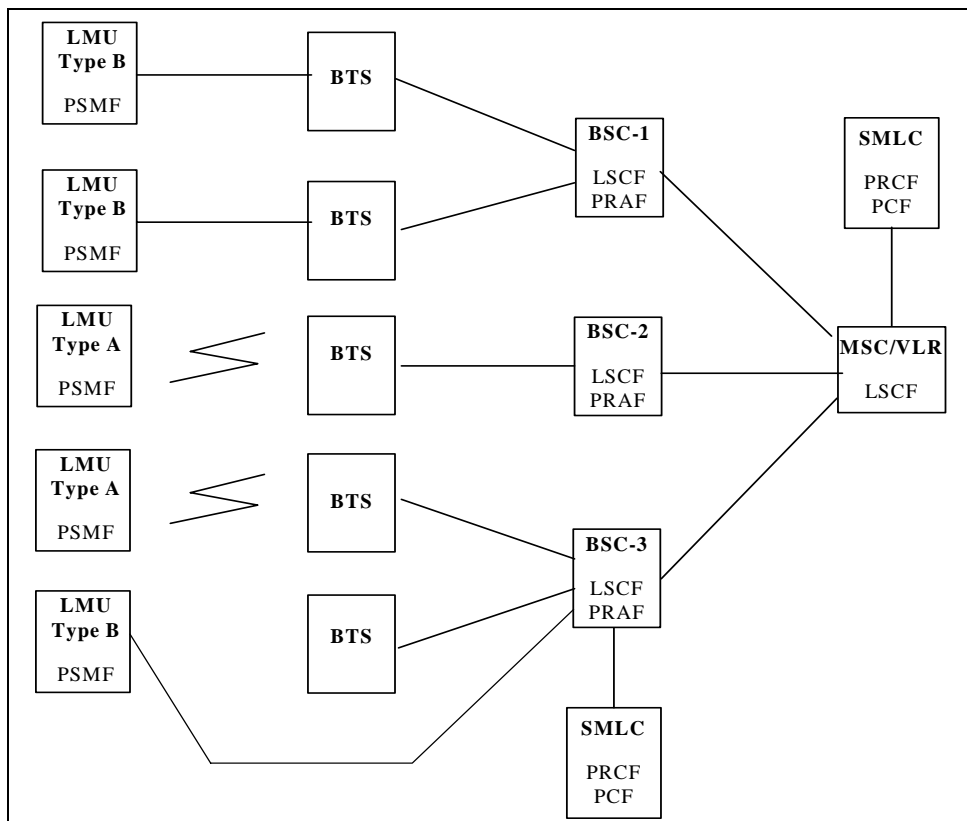 LMU
Type B
PSMF
BTS
BSC-1
LSCF
PRAF
SMLC
PRCF
PCF
LMU
Type B
PSMF
BTS
LMU
Type A
PSMF
BTS
BSC-2
LSCF
PRAF
MSC/VLR
LSCF
LMU
Type A
PSMF
BTS
BSC-3
LSCF
PRAF
LMU
Type B
PSMF
BTS
SMLC
PRCF
PCF